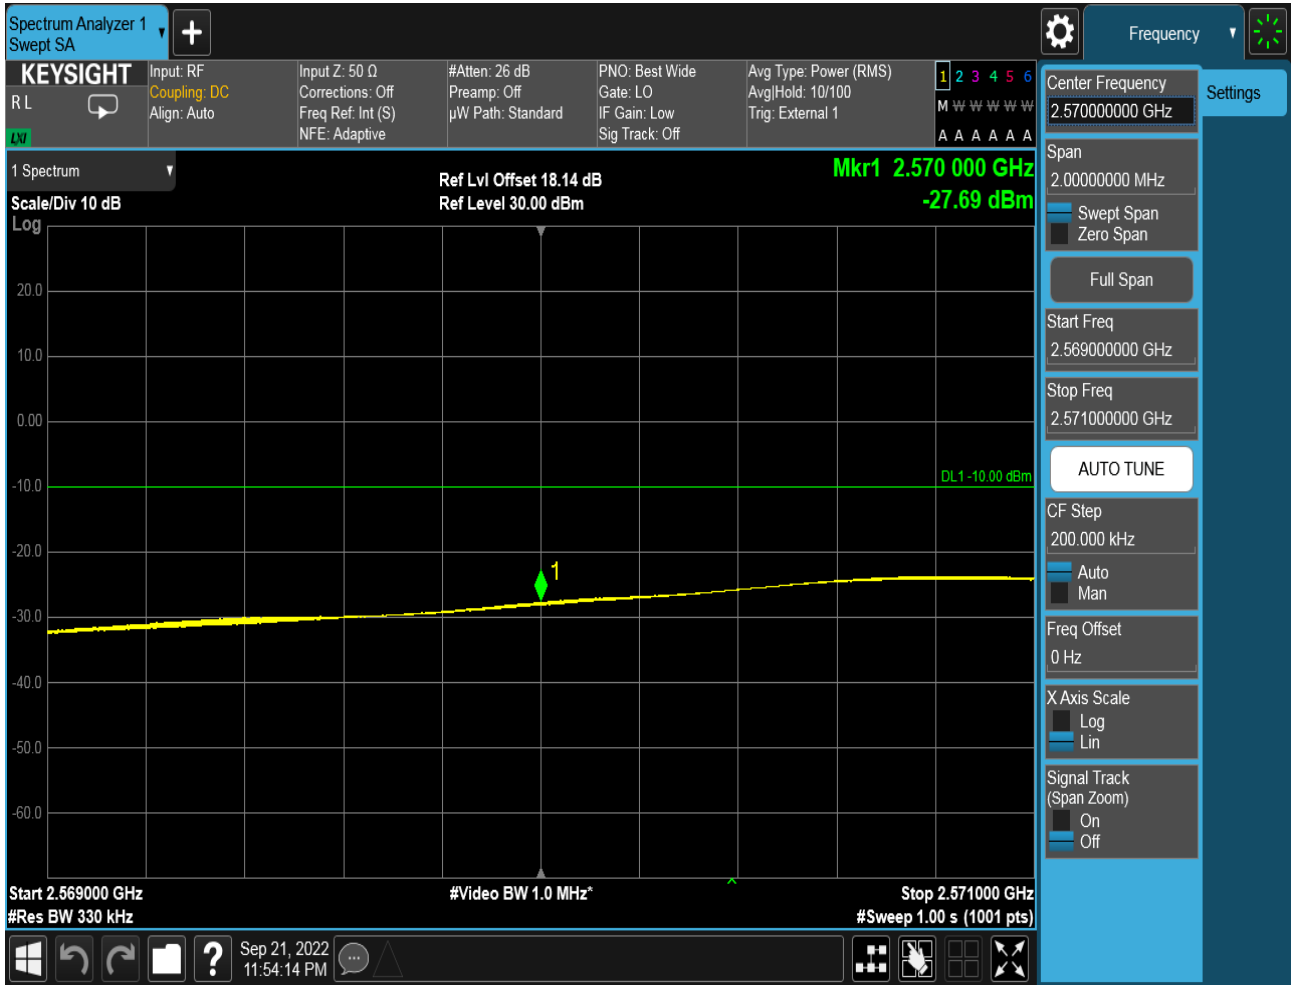 Spectrum Analyzer 1
Swept SA
Frequency
KEYSIGHT
R L
LXI
Input: RF
Coupling: DC
Align: Auto
Input Z: 50 Ω
Corrections: Off
Freq Ref: Int (S)
NFE: Adaptive
#Atten: 26 dB
Preamp: Off
µW Path: Standard
PNO: Best Wide
Gate: LO
IF Gain: Low
Sig Track: Off
Avg Type: Power (RMS)
Avg|Hold: 10/100
Trig: External 1
1 2 3 4 5 6
M W W W W W
A A A A A A
1 Spectrum
Scale/Div 10 dB
Log
Ref Lvl Offset 18.14 dB
Ref Level 30.00 dBm
Mkr1 2.570 000 GHz
-27.69 dBm
20.0
10.0
0.00
-10.0
-20.0
-30.0
-40.0
-50.0
-60.0
DL1 -10.00 dBm
1
Start 2.569000 GHz
#Res BW 330 kHz
#Video BW 1.0 MHz*
Stop 2.571000 GHz
#Sweep 1.00 s (1001 pts)
Center Frequency
2.570000000 GHz
Settings
Span
2.00000000 MHz
Swept Span
Zero Span
Full Span
Start Freq
2.569000000 GHz
Stop Freq
2.571000000 GHz
AUTO TUNE
CF Step
200.000 kHz
Auto
Man
Freq Offset
0 Hz
X Axis Scale
Log
Lin
Signal Track
(Span Zoom)
On
Off
?
Sep 21, 2022
11:54:14 PM